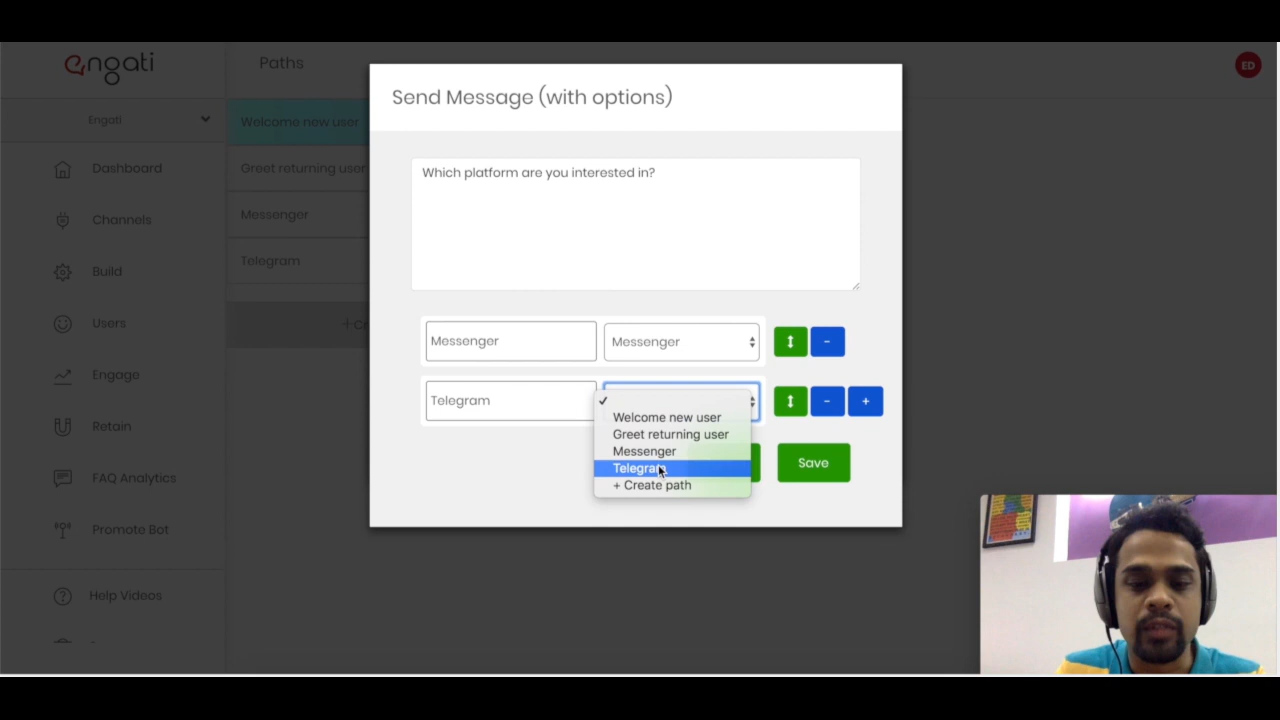 engati
Paths
ED
Engati
Dashboard
Channels
Build
Users
Engage
Retain
FAQ Analytics
Promote Bot
Help Videos
Welcome new user
Greet returning user
Messenger
Telegram
Send Message (with options)
Which platform are you interested in?
Messenger Messenger
Telegram
Welcome new user
Greet returning user
Messenger
Telegram
+ Create path
Save